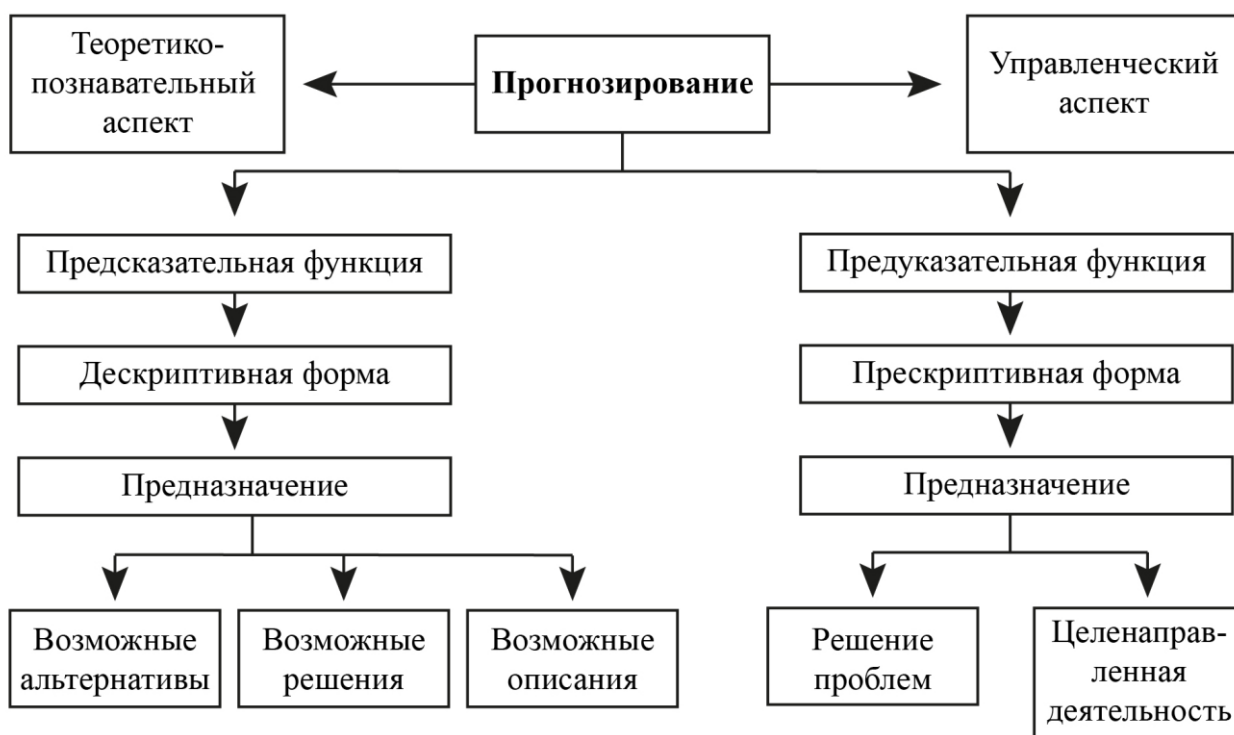 Теоретико-
познавательный
аспект
Прогнозирование
Управленческий
аспект
Предсказательная функция
Предуказательная функция
Дескриптивная форма
Прескриптивная форма
Предназначение
Предназначение
Возможные
альтернативы
Возможные
решения
Возможные
описания
Решение
проблем
Целенаправ-
ленная
деятельность